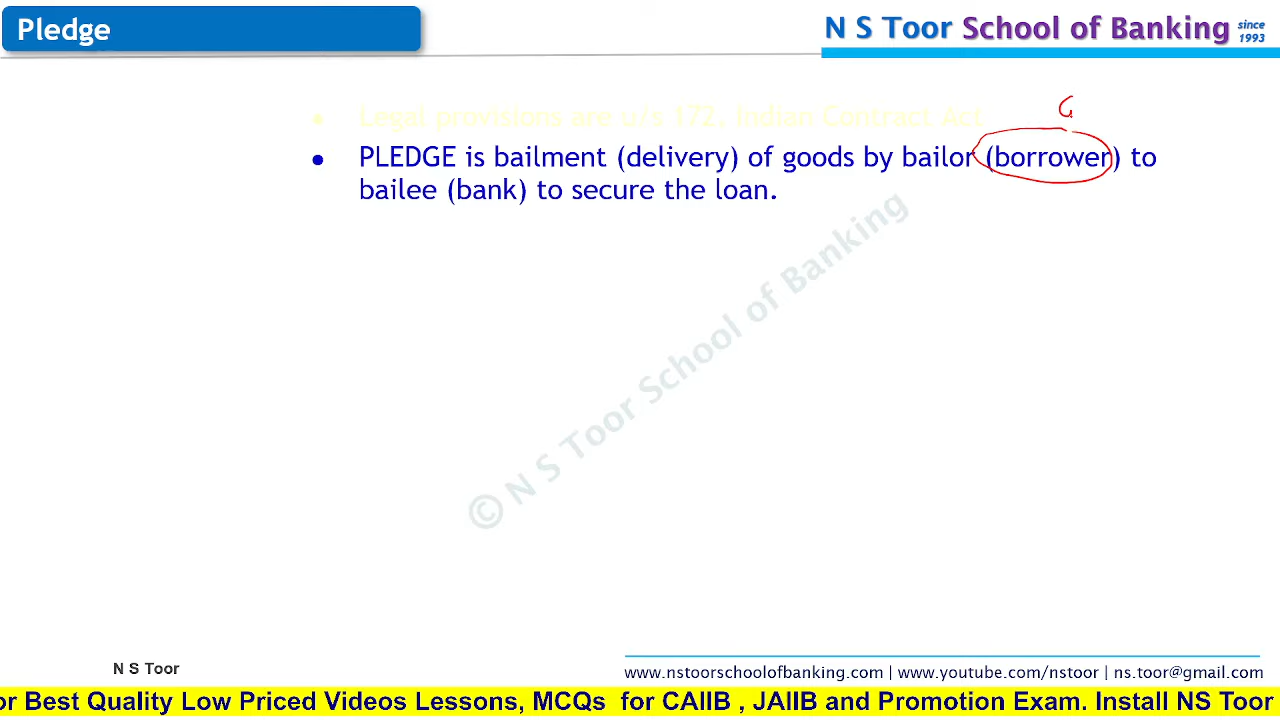 Pledge
N S Toor School of Banking since 1993
• Legal provisions are u/s 172, Indian Contract Act
G
• PLEDGE is bailment (delivery) of goods by bailor (borrower) to
bailee (bank) to secure the loan.
© N S Toor School of Banking
N S Toor
www.nstoorschoolofbanking.com | www.youtube.com/nstoor | ns.toor@gmail.com
or Best Quality Low Priced Videos Lessons, MCQs for CAIIB , JAIIB and Promotion Exam. Install NS Toor